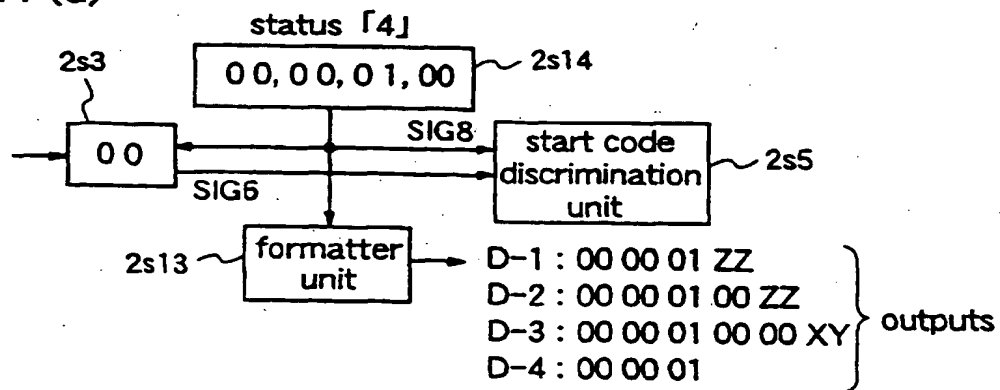 status 「4」
2s3
00, 00, 01, 00
2s14
00
SIG8
SIG6
start code
discrimination
unit
2s5
2s13
formatter
unit
D-1 : 00 00 01 ZZ
D-2 : 00 00 01 00 ZZ
D-3 : 00 00 01 00 00 XY
D-4 : 00 00 01
outputs